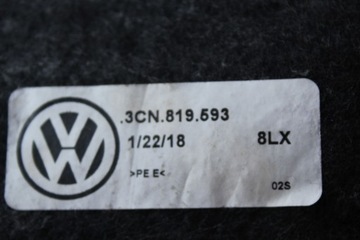 .3CN.819.593
1/22/18 8LX
>PE E<
02S